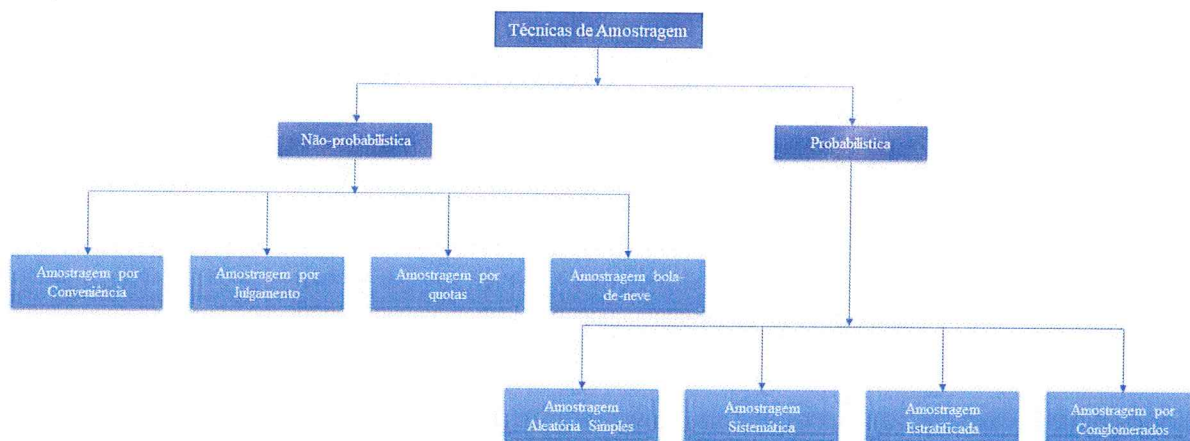 Técnicas de Amostragem
Não-probabilística
Probabilística
Amostragem por
Conveniência
Amostragem por
Julgamento
Amostragem por
quotas
Amostragem bola-
de-neve
Amostragem
Aleatória Simples
Amostragem
Sistemática
Amostragem
Estratificada
Amostragem por
Conglomerados